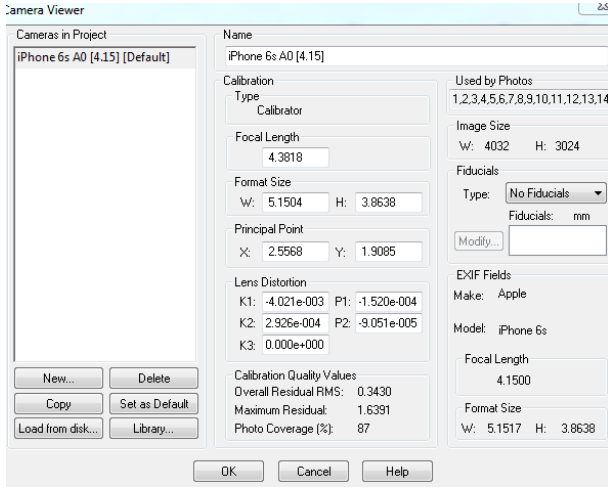 Camera Viewer
Cameras in Project
iPhone 6s A0 [4.15] [Default]
New... Delete
Copy Set as Default
Load from disk... Library...
Name
iPhone 6s A0 [4.15]
Calibration
Type
Calibrator
Focal Length
4.3818
Format Size
W: 5.1504 H: 3.8638
Principal Point
X: 2.5568 Y: 1.9085
Lens Distortion
K1: -4.021e-003 P1: -1.520e-004
K2: 2.926e-004 P2: -9.051e-005
K3: 0.000e+000
Calibration Quality Values
Overall Residual RMS: 0.3430
Maximum Residual: 1.6391
Photo Coverage (%): 87
Used by Photos
1,2,3,4,5,6,7,8,9,10,11,12,13,14
Image Size
W: 4032 H: 3024
Fiducials
Type: No Fiducials
Fiducials: mm
Modify...
EXIF Fields
Make: Apple
Model: iPhone 6s
Focal Length
4.1500
Format Size
W: 5.1517 H: 3.8638
OK Cancel Help